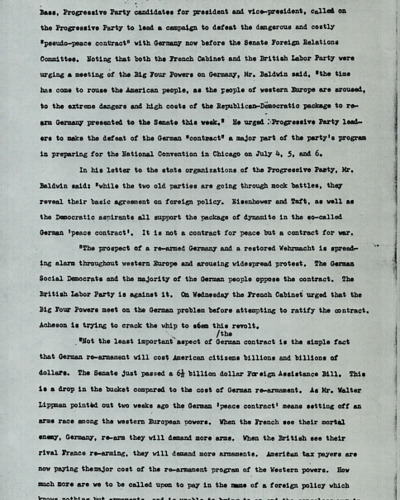 Bass, Progressive Party candidates for president and vice-president, called on
the Progressive Party to lead a campaign to defeat the dangerous and costly
"pseudo-peace contract" with Germany now before the Senate Foreign Relations
Committee. Noting that both the French Cabinet and the British Labor Party were
urging a meeting of the Big Four Powers on Germany, Mr. Baldwin said, "the time
has come to rouse the American people, as the people of western Europe are aroused,
to the extreme dangers and high costs of the Republican-Democratic package to re-
arm Germany presented to the Senate this week." He urged Progressive Party lead-
ers to make the defeat of the German "contract" a major part of the party's program
in preparing for the National Convention in Chicago on July 4, 5, and 6.
In his letter to the state organizations of the Progressive Party, Mr.
Baldwin said: "while the two old parties are going through mock battles, they
reveal their basic agreement on foreign policy. Eisenhower and Taft, as well as
the Democratic aspirants all support the package of dynamite in the so-called
German 'peace contract'. It is not a contract for peace but a contract for war.
"The prospect of a re-armed Germany and a restored Wehrmacht is spread-
ing alarm throughout western Europe and arousing widespread protest. The German
Social Democrats and the majority of the German people oppose the contract. The
British Labor Party is against it. On Wednesday the French Cabinet urged that the
Big Four Powers meet on the German problem before attempting to ratify the contract.
Acheson is trying to crack the whip to stem this revolt.
/the
"Not the least important aspect of German contract is the simple fact
that German re-armament will cost American citizens billions and billions of
dollars. The Senate just passed a 6½ billion dollar Foreign Assistance Bill. This
is a drop in the bucket compared to the cost of German re-armament. As Mr. Walter
Lippman pointed out two weeks ago the German 'peace contract' means setting off an
arms race among the western European powers. When the French see their mortal
enemy, Germany, re-arm they will demand more arms. When the British see their
rival France re-arming, they will demand more armaments. American tax payers are
now paying themajor cost of the re-armament program of the Western powers. How
much more are we to be called upon to pay in the name of a foreign policy which
knows nothing but armaments, and is unable to bring